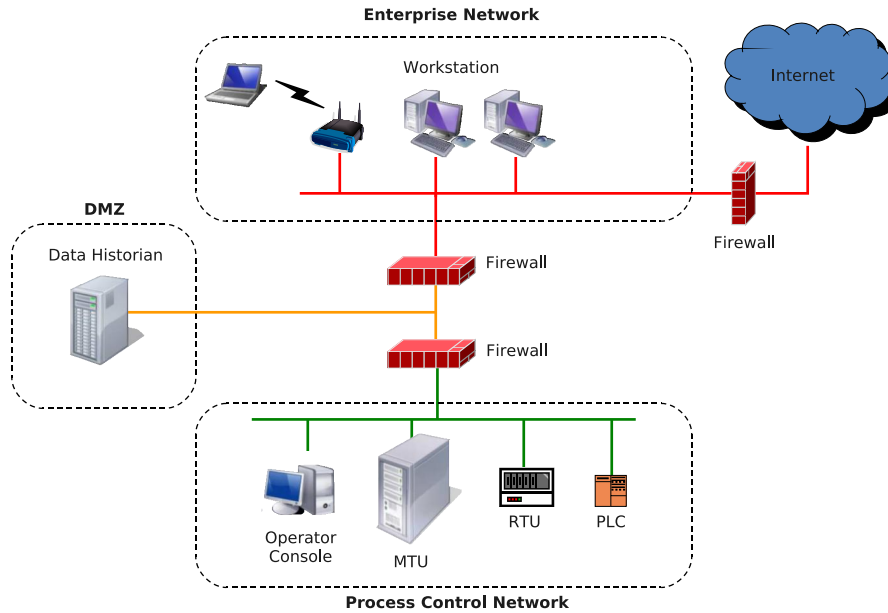 Enterprise Network
Workstation
Internet
Firewall
DMZ
Data Historian
Firewall
Firewall
Operator
Console
MTU
RTU
PLC
Process Control Network